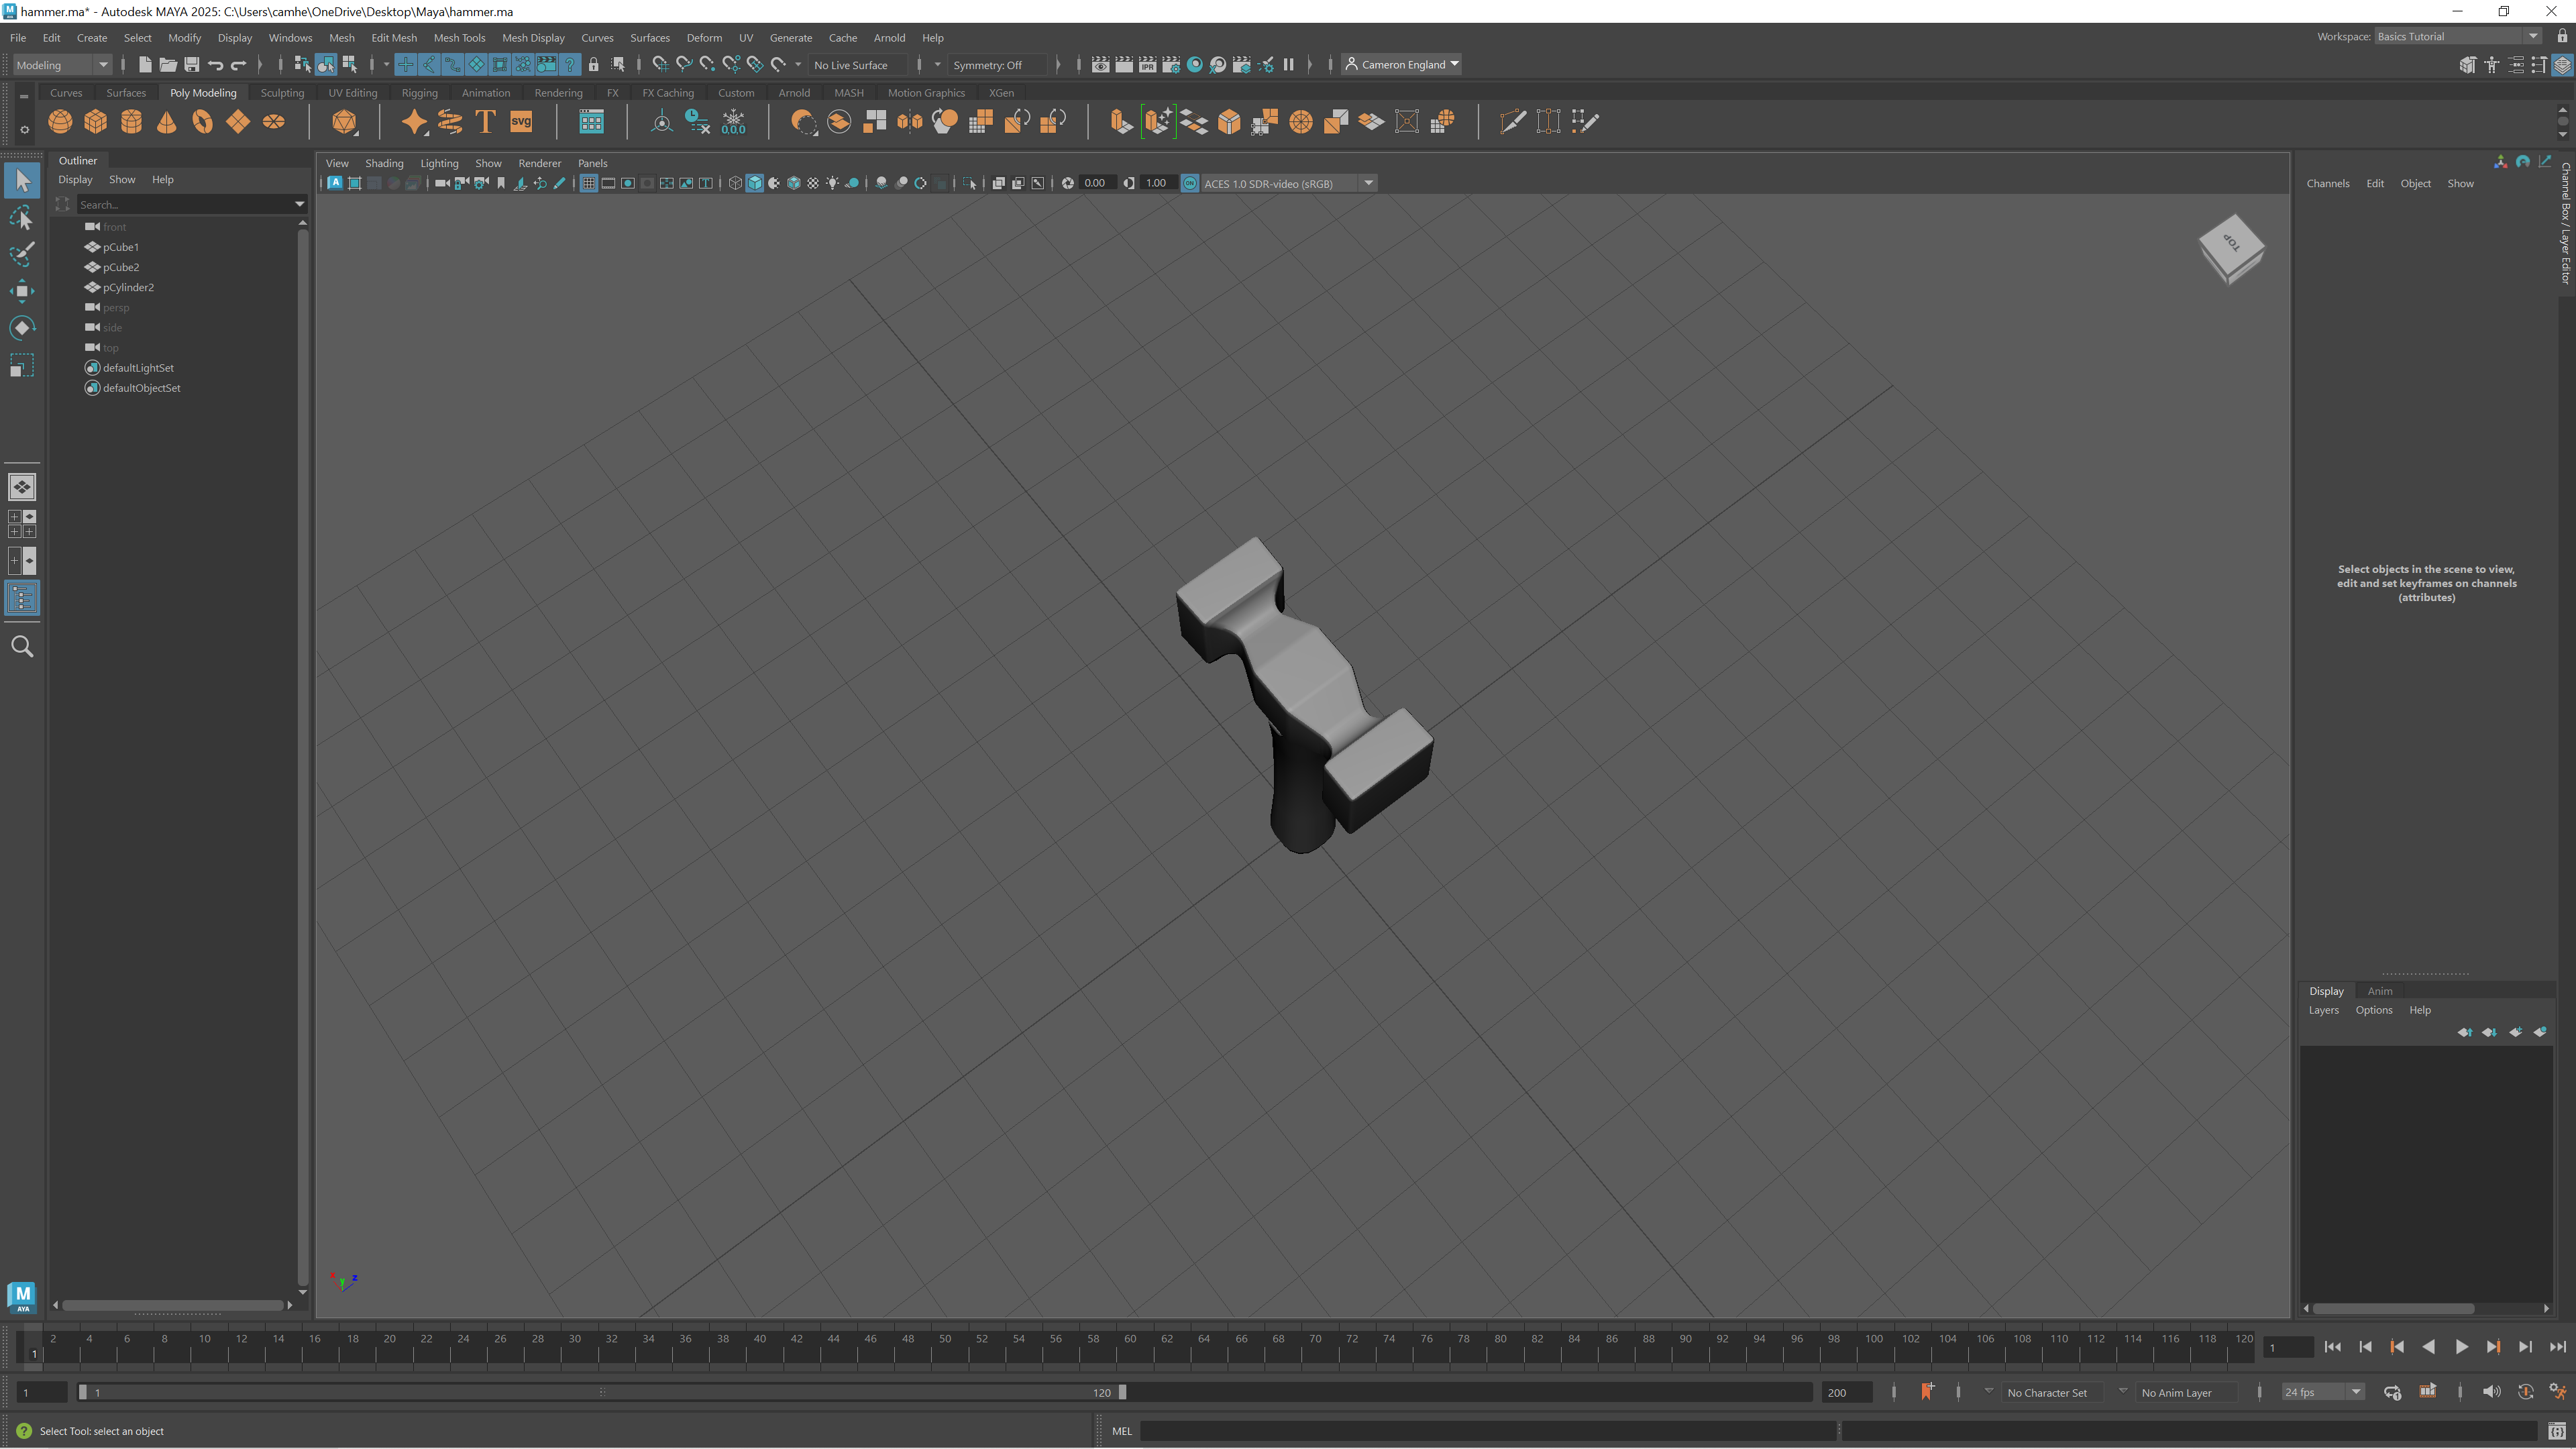 hammer.ma* - Autodesk MAYA 2025: C:\Users\camhe\OneDrive\Desktop\Maya\hammer.ma
File Edit Create Select Modify Display Windows Mesh Edit Mesh Mesh Tools Mesh Display Curves Surfaces Deform UV Generate Cache Arnold Help
Workspace: Basics Tutorial
Modeling No Live Surface Symmetry: Off IPR Cameron England
Curves Surfaces Poly Modeling Sculpting UV Editing Rigging Animation Rendering FX FX Caching Custom Arnold MASH Motion Graphics XGen
T SVG 0,0,0
Outliner
Display Show Help
Search...
front
pCube1
pCube2
pCylinder2
persp
side
top
defaultLightSet
defaultObjectSet
View Shading Lighting Show Renderer Panels
0.00 1.00 ON ACES 1.0 SDR-video (sRGB)
TOP
x y z
Channels Edit Object Show
Channel Box / Layer Editor
Select objects in the scene to view,
edit and set keyframes on channels
(attributes)
Display Anim
Layers Options Help
M
AYA
2 4 6 8 10 12 14 16 18 20 22 24 26 28 30 32 34 36 38 40 42 44 46 48 50 52 54 56 58 60 62 64 66 68 70 72 74 76 78 80 82 84 86 88 90 92 94 96 98 100 102 104 106 108 110 112 114 116 118 120
1 1
1 1 120 200 No Character Set No Anim Layer 24 fps
Select Tool: select an object MEL